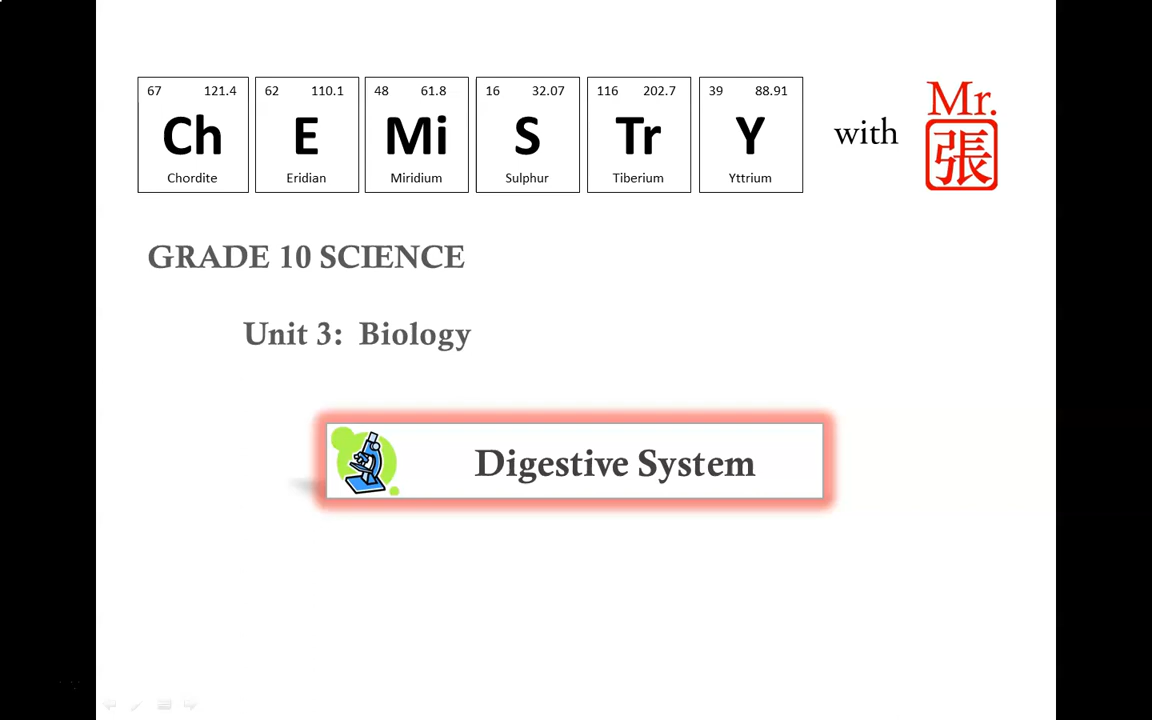 67 121.4 62 110.1 48 61.8 16 32.07 116 202.7 39 88.91
Ch E Mi S Tr Y with Mr. 張
Chordite Eridian Miridium Sulphur Tiberium Yttrium
GRADE 10 SCIENCE
Unit 3: Biology
Digestive System